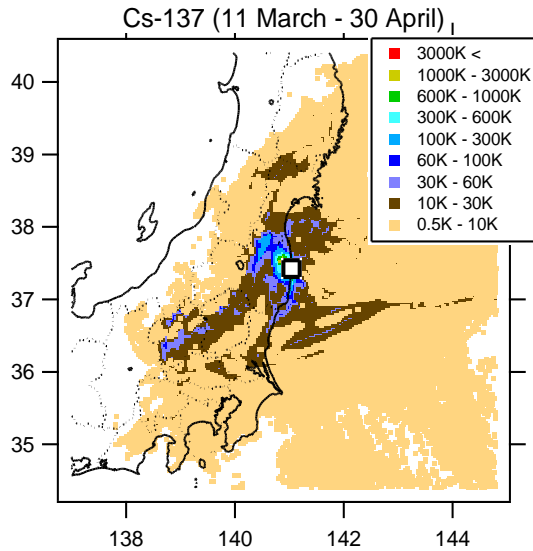 Cs-137 (11 March - 30 April)
3000K <
1000K - 3000K
600K - 1000K
300K - 600K
100K - 300K
60K - 100K
30K - 60K
10K - 30K
0.5K - 10K
40
39
38
37
36
35
138
140
142
144